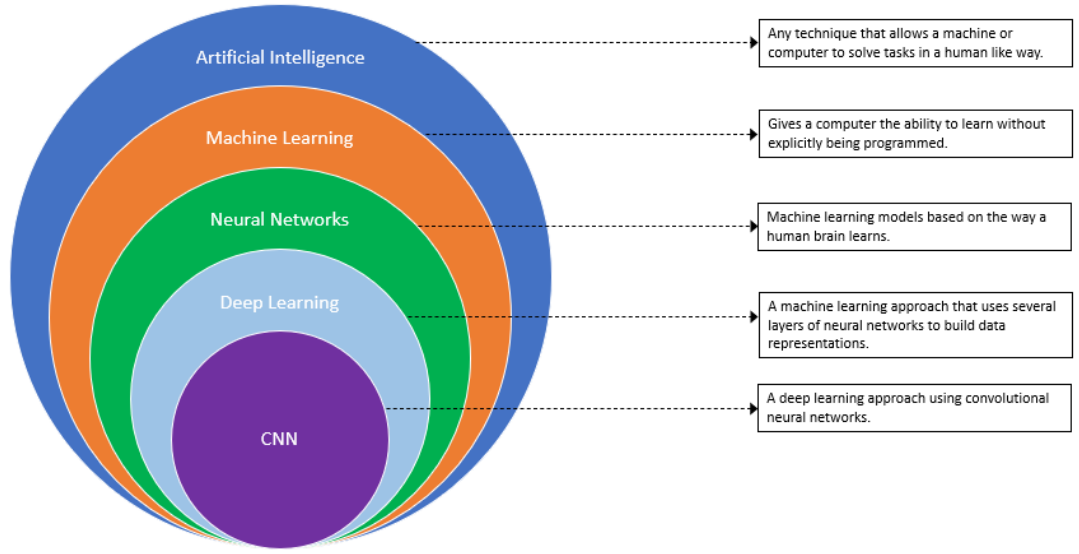 Artificial Intelligence
Any technique that allows a machine or
computer to solve tasks in a human like way.
Machine Learning
Gives a computer the ability to learn without
explicitly being programmed.
Neural Networks
Machine learning models based on the way a
human brain learns.
Deep Learning
A machine learning approach that uses several
layers of neural networks to build data
representations.
CNN
A deep learning approach using convolutional
neural networks.